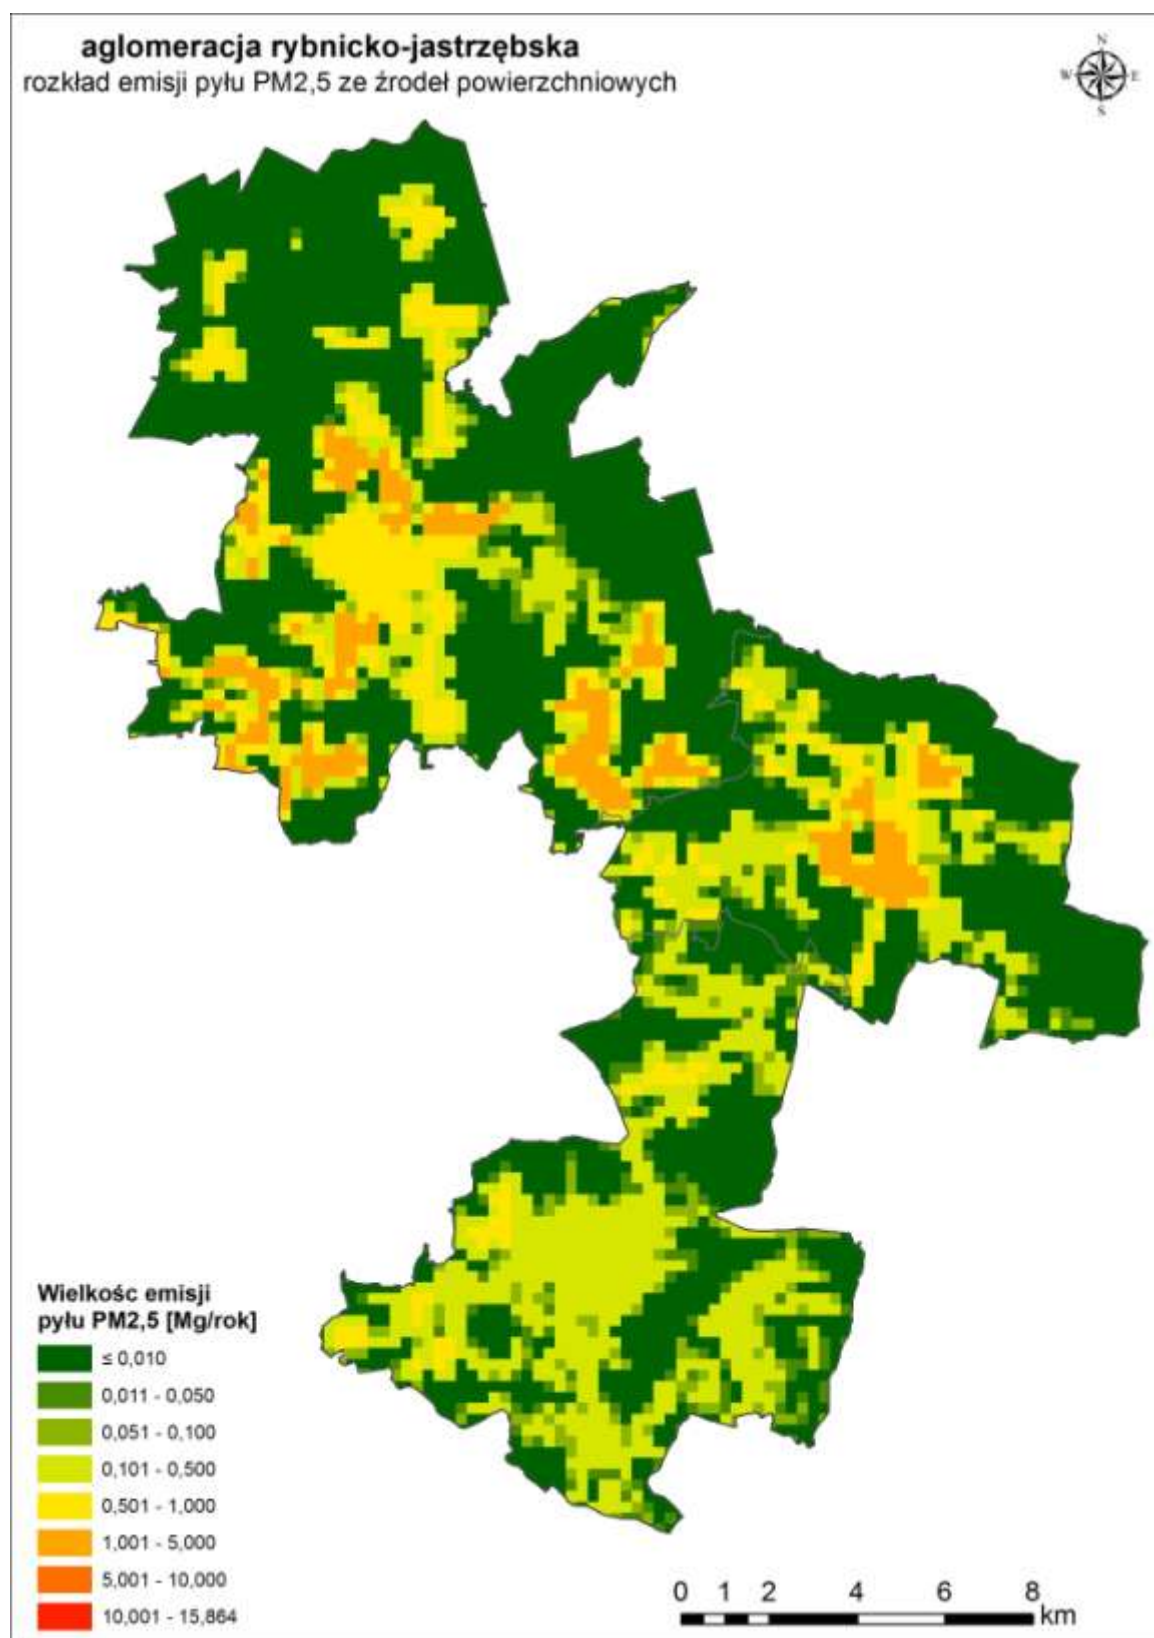 aglomeracja rybnicko-jastrzębska
rozkład emisji pyłu PM2,5 ze źrodeł powierzchniowych
N
W E
S
Wielkośc emisji
pyłu PM2,5 [Mg/rok]
≤ 0,010
0,011 - 0,050
0,051 - 0,100
0,101 - 0,500
0,501 - 1,000
1,001 - 5,000
5,001 - 10,000
10,001 - 15,864
0 1 2 4 6 8
km